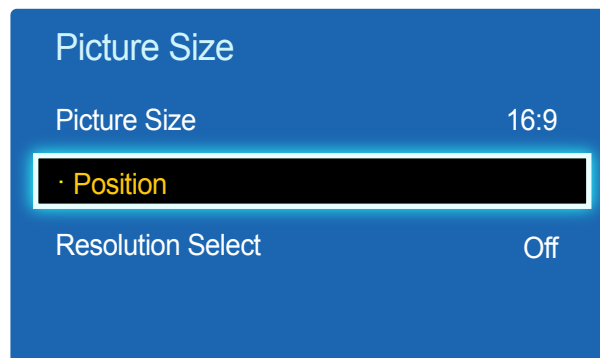 Picture Size
Picture Size 16:9
· Position
Resolution Select Off